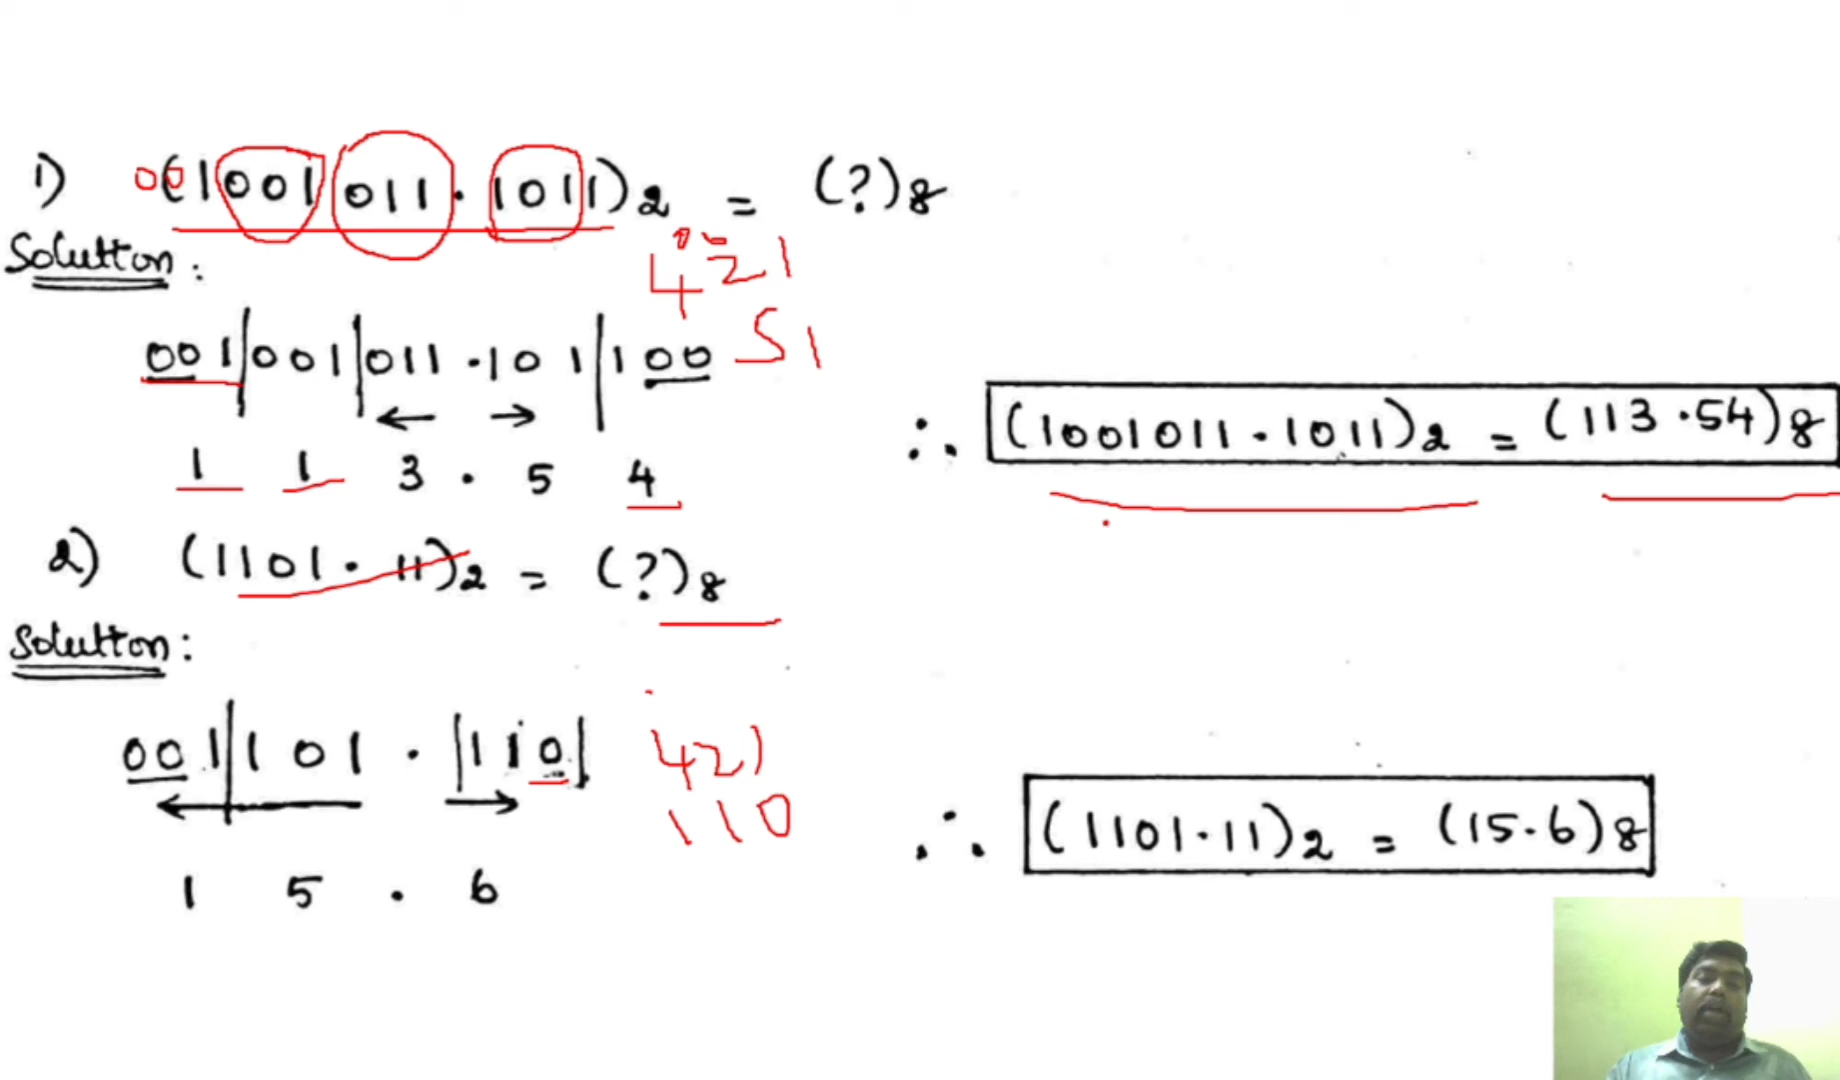 1) 00(1001011.1011)2 = (?)8
Solution:
421
001|001|011.101|100 51
← →
1 1 3 . 5 4
∴ (1001011.1011)2 = (113.54)8
2) (1101.11)2 = (?)8
Solution:
001|101 . |110| 421
← → 110
1 5 . 6
∴ (1101.11)2 = (15.6)8